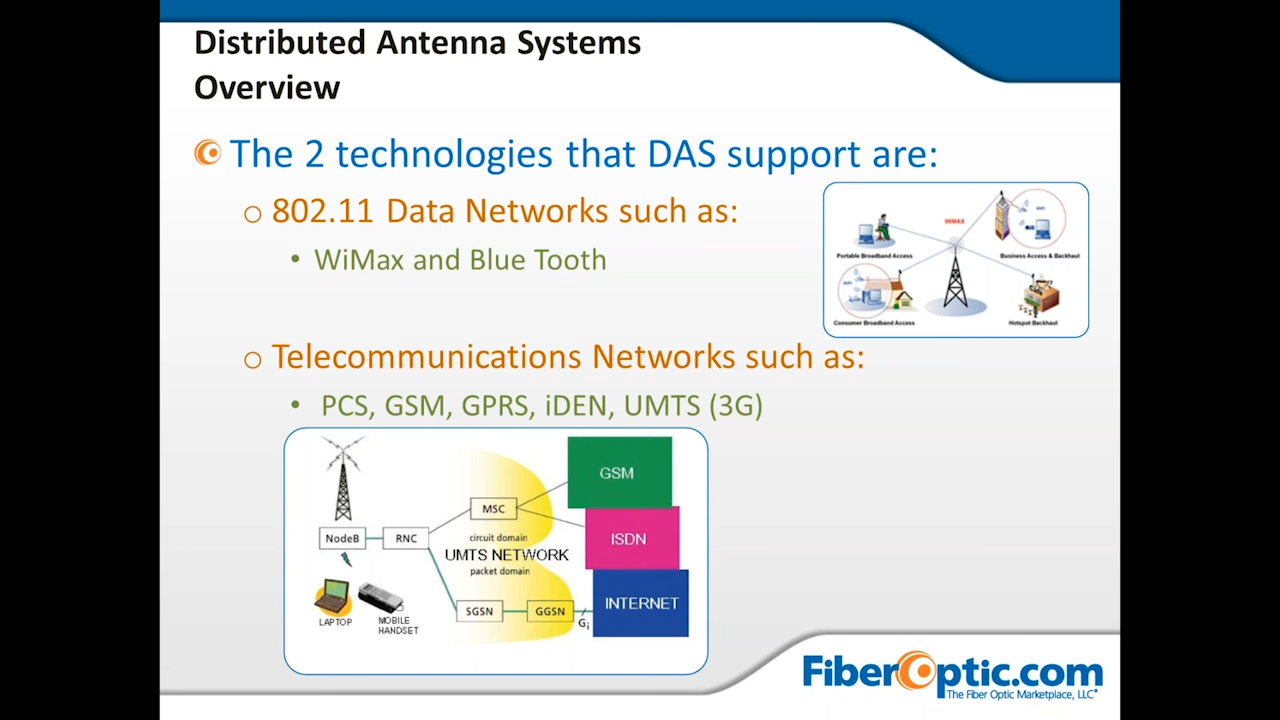 Distributed Antenna Systems
Overview
The 2 technologies that DAS support are:
802.11 Data Networks such as:
WiMax and Blue Tooth
WiMAX
Portable Broadband Access
Business Access & Backhaul
Consumer Broadband Access
Hotspot Backhaul
Telecommunications Networks such as:
PCS, GSM, GPRS, iDEN, UMTS (3G)
GSM
MSC
NodeB
RNC
circuit domain
ISDN
UMTS NETWORK
packet domain
SGSN
GGSN
Gi
INTERNET
LAPTOP
MOBILE
HANDSET
FiberOptic.com
The Fiber Optic Marketplace, LLC